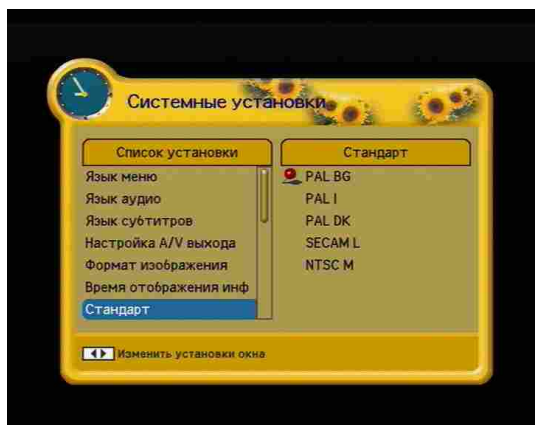 Системные установки
Список установки
Стандарт
Язык меню
PAL BG
Язык аудио
PAL I
Язык субтитров
PAL DK
Настройка A/V выхода
SECAM L
Формат изображения
NTSC M
Время отображения инф
Стандарт
Изменить установки окна